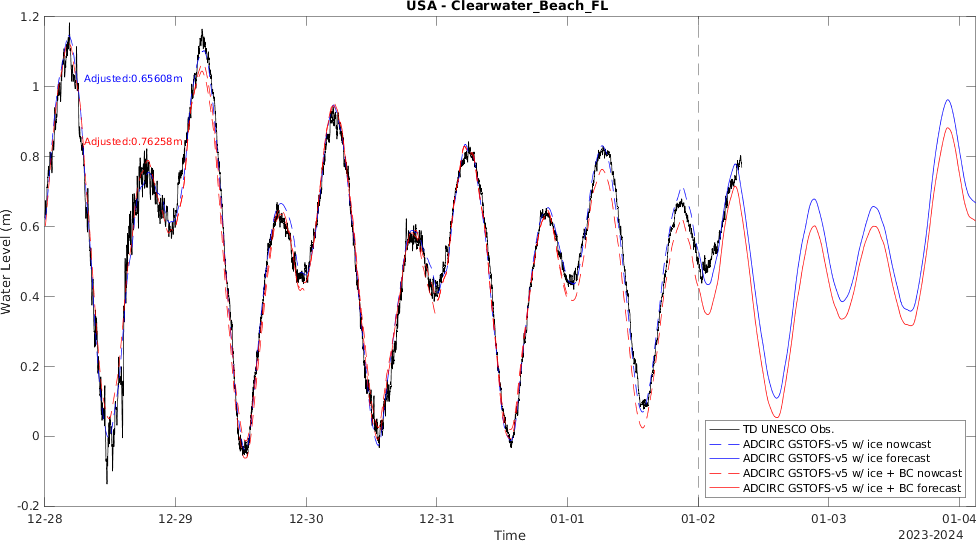 USA - Clearwater_Beach_FL
1.2
1
0.8
0.6
0.4
0.2
0
-0.2
Water Level (m)
Adjusted:0.65608m
Adjusted:0.76258m
TD UNESCO Obs.
ADCIRC GSTOFS-v5 w/ ice nowcast
ADCIRC GSTOFS-v5 w/ ice forecast
ADCIRC GSTOFS-v5 w/ ice + BC nowcast
ADCIRC GSTOFS-v5 w/ ice + BC forecast
12-28 12-29 12-30 12-31 01-01 01-02 01-03 01-04
Time
2023-2024